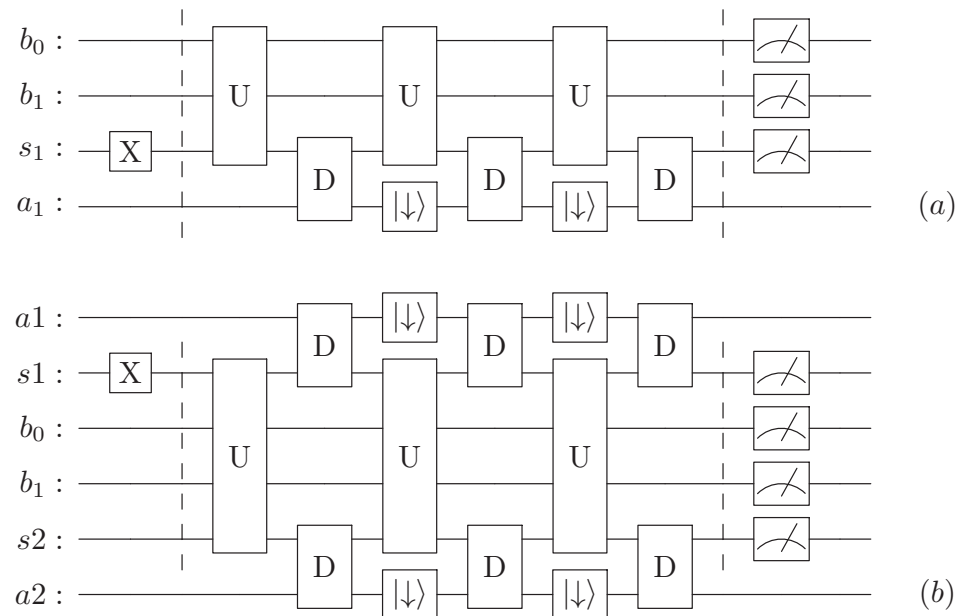 b₀ : U U U
b₁ :
s₁ : X D D D
a₁ : |↓⟩ |↓⟩ (a)
a1 : |↓⟩ |↓⟩
D D D
s1 : X
b₀ :
U U U
b₁ :
s2 :
D D D
a2 : |↓⟩ |↓⟩ (b)